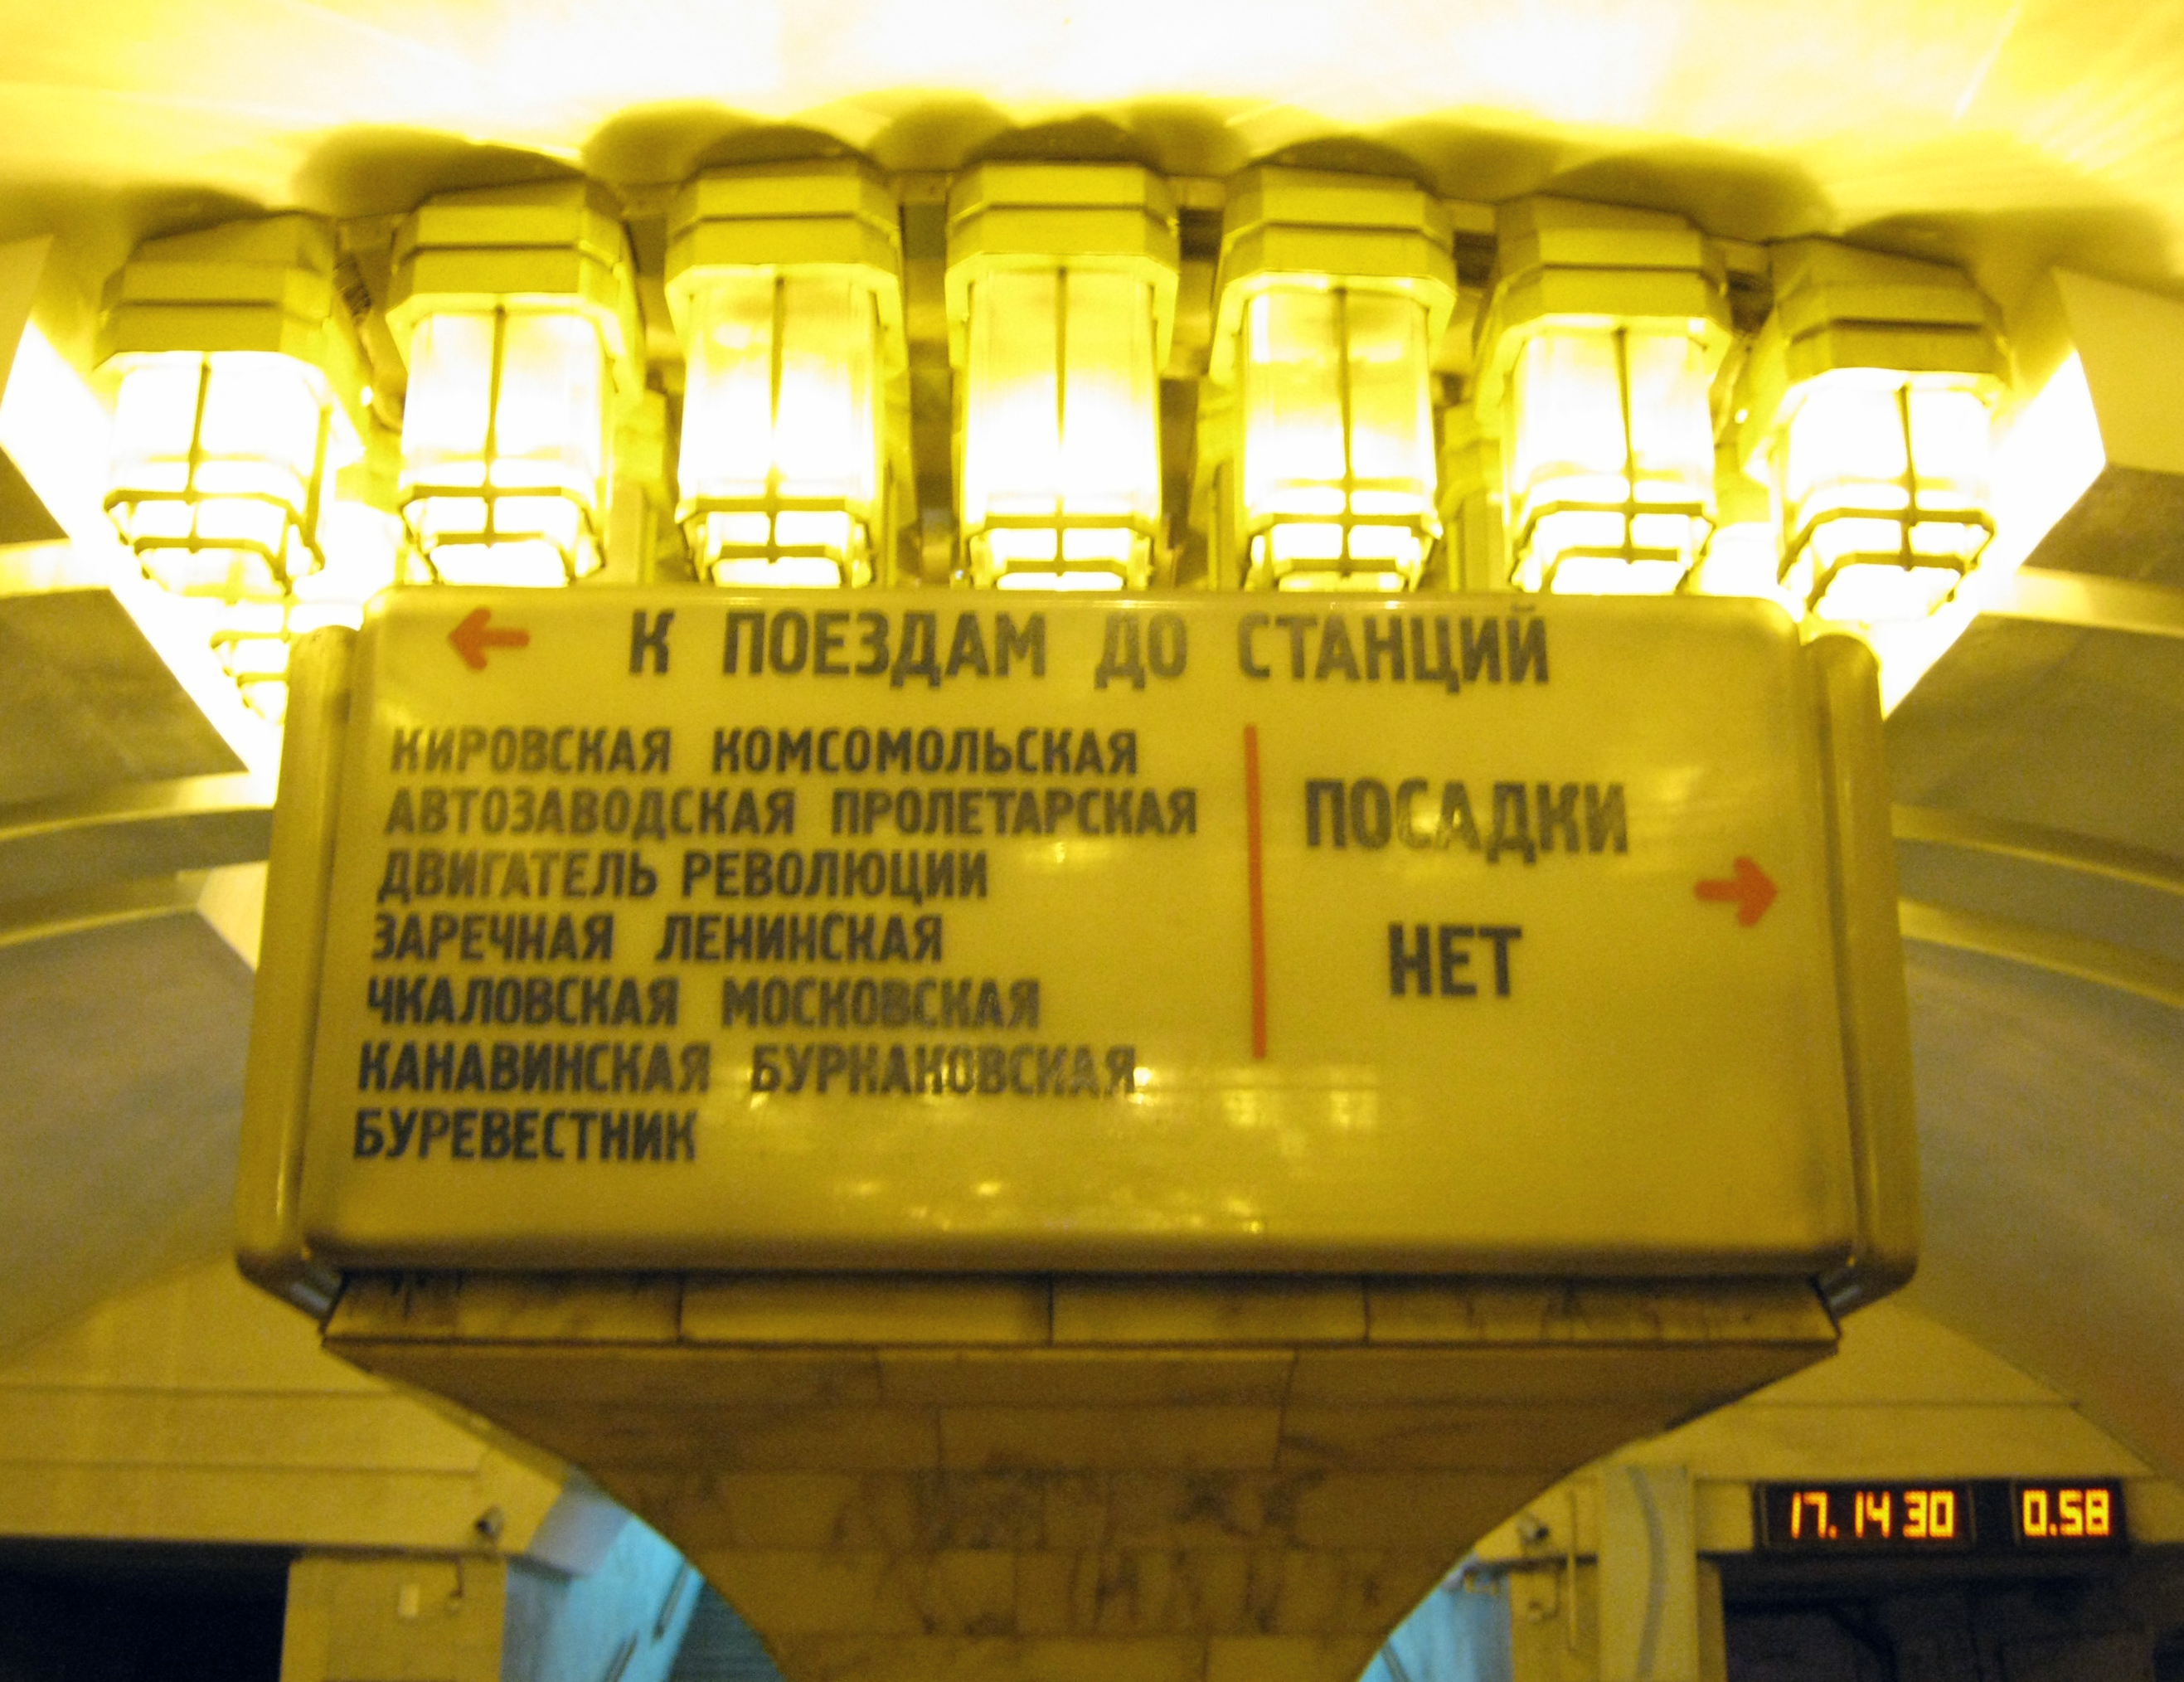 ← К ПОЕЗДАМ ДО СТАНЦИЙ
КИРОВСКАЯ КОМСОМОЛЬСКАЯ
АВТОЗАВОДСКАЯ ПРОЛЕТАРСКАЯ
ДВИГАТЕЛЬ РЕВОЛЮЦИИ
ЗАРЕЧНАЯ ЛЕНИНСКАЯ
ЧКАЛОВСКАЯ МОСКОВСКАЯ
КАНАВИНСКАЯ БУРНАКОВСКАЯ
БУРЕВЕСТНИК
ПОСАДКИ
НЕТ →
17.14 30 0.58